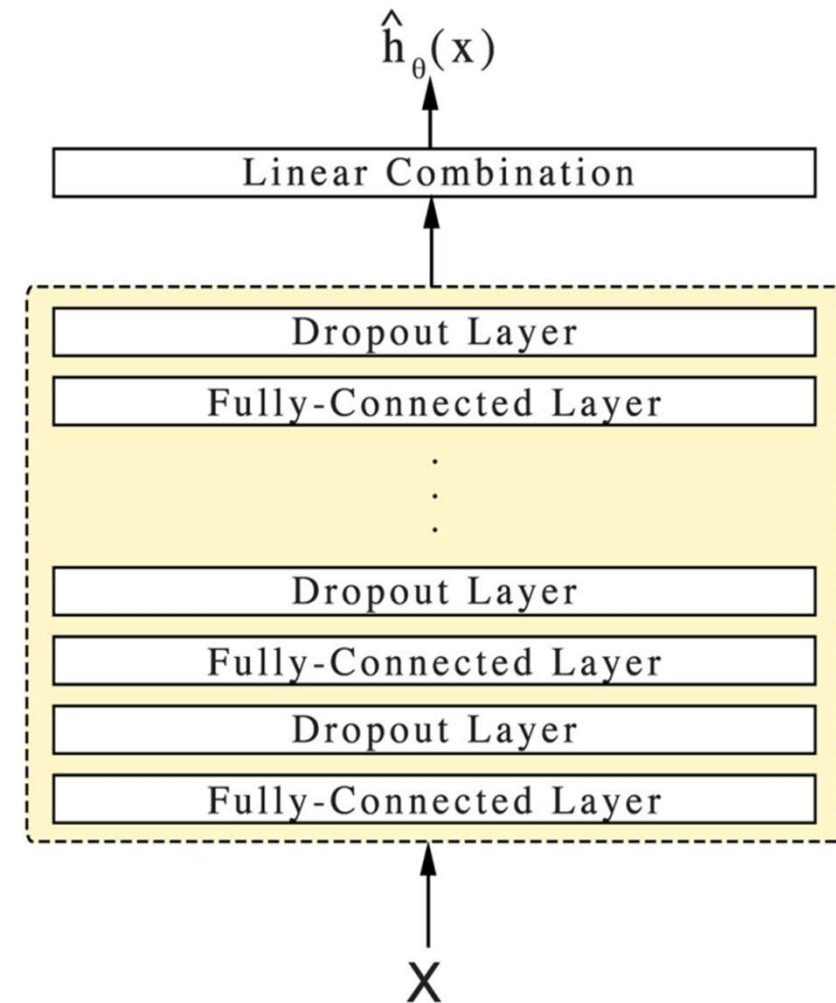 ĥθ(x)
Linear Combination
Dropout Layer
Fully-Connected Layer
.
.
.
Dropout Layer
Fully-Connected Layer
Dropout Layer
Fully-Connected Layer
X